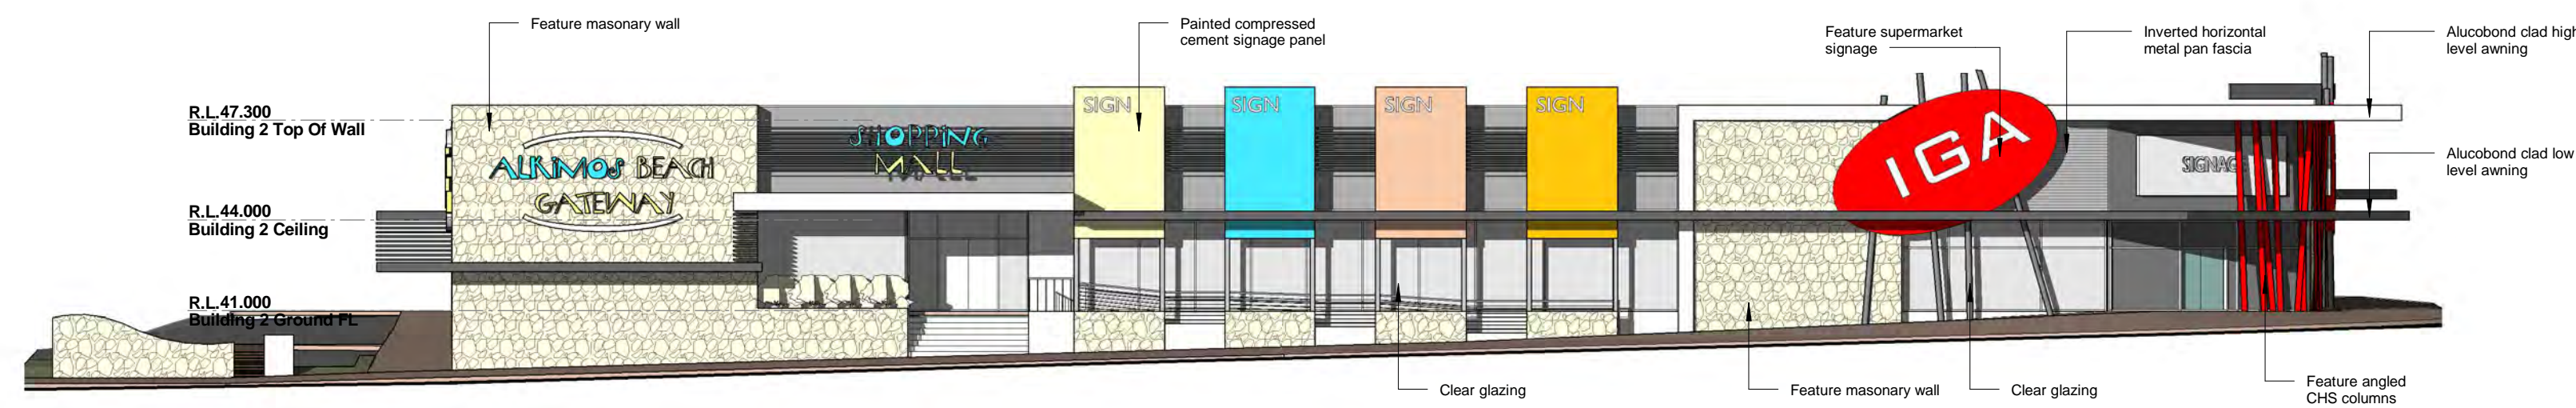 Feature masonary wall
Painted compressed
cement signage panel
Feature supermarket
signage
Inverted horizontal
metal pan fascia
Alucobond clad high
level awning
R.L.47.300
Building 2 Top Of Wall
SIGN
SIGN
SIGN
SIGN
SHOPPING
MALL
ALKiMOS BEACH
GATEWAY
IGA
SIGNAGE
Alucobond clad low
level awning
R.L.44.000
Building 2 Ceiling
R.L.41.000
Building 2 Ground FL
Clear glazing
Feature masonary wall
Clear glazing
Feature angled
CHS columns